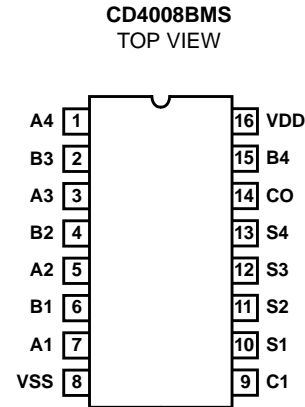 CD4008BMS
TOP VIEW
A4 1 16 VDD
B3 2 15 B4
A3 3 14 CO
B2 4 13 S4
A2 5 12 S3
B1 6 11 S2
A1 7 10 S1
VSS 8 9 C1